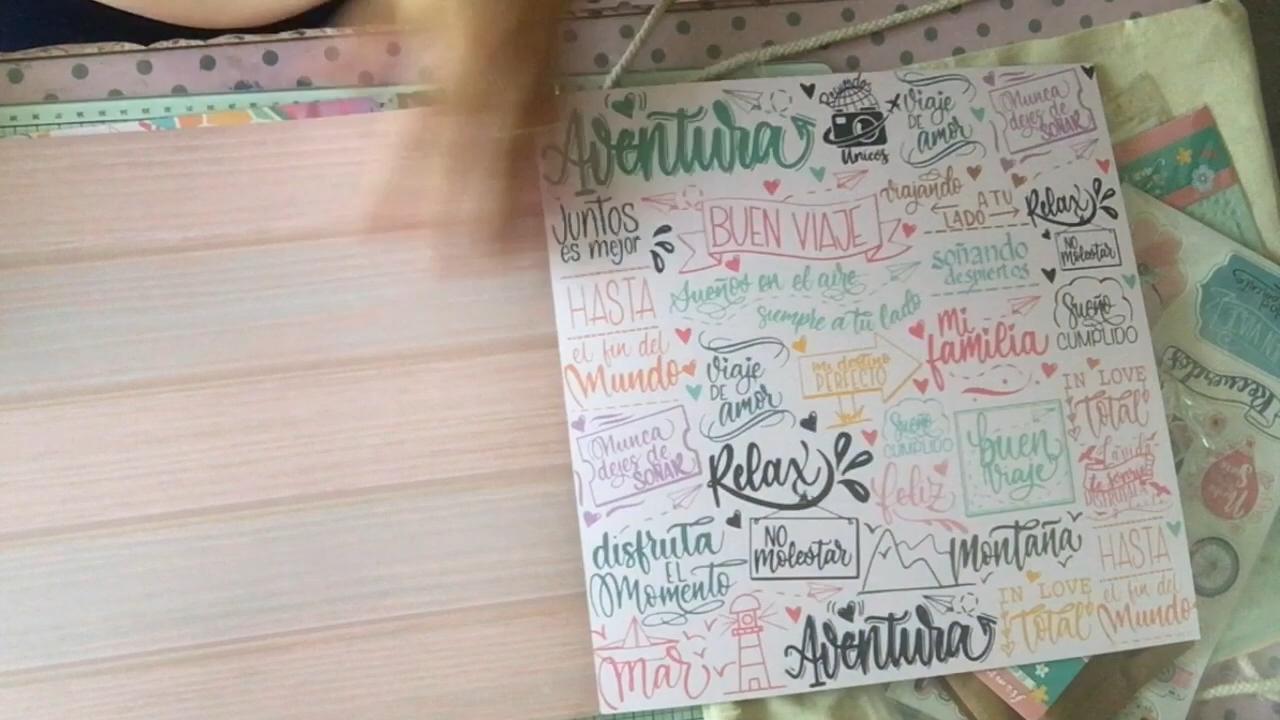 Aventura
Únicos
Viaje
DE
amor
Nunca
dejes de
SOÑAR
Juntos
es mejor
BUEN VIAJE
viajando
A TU
LADO
Relax
NO
molestar
soñando
despiertos
Sueños en el aire
siempre a tu lado
HASTA
el fin del
Mundo
Viaje
DE
amor
mi destino
PERFECTO
mi
familia
Sueño
CUMPLIDO
IN LOVE
Total
Nunca
dejes de
SOÑAR
Relax
Sueño
CUMPLIDO
feliz
buen
viaje
DISFRUTALA
disfruta
EL
Momento
NO
molestar
Montaña
HASTA
el fin del
Mundo
Mar
Aventura
IN LOVE
Total
Recuerdos